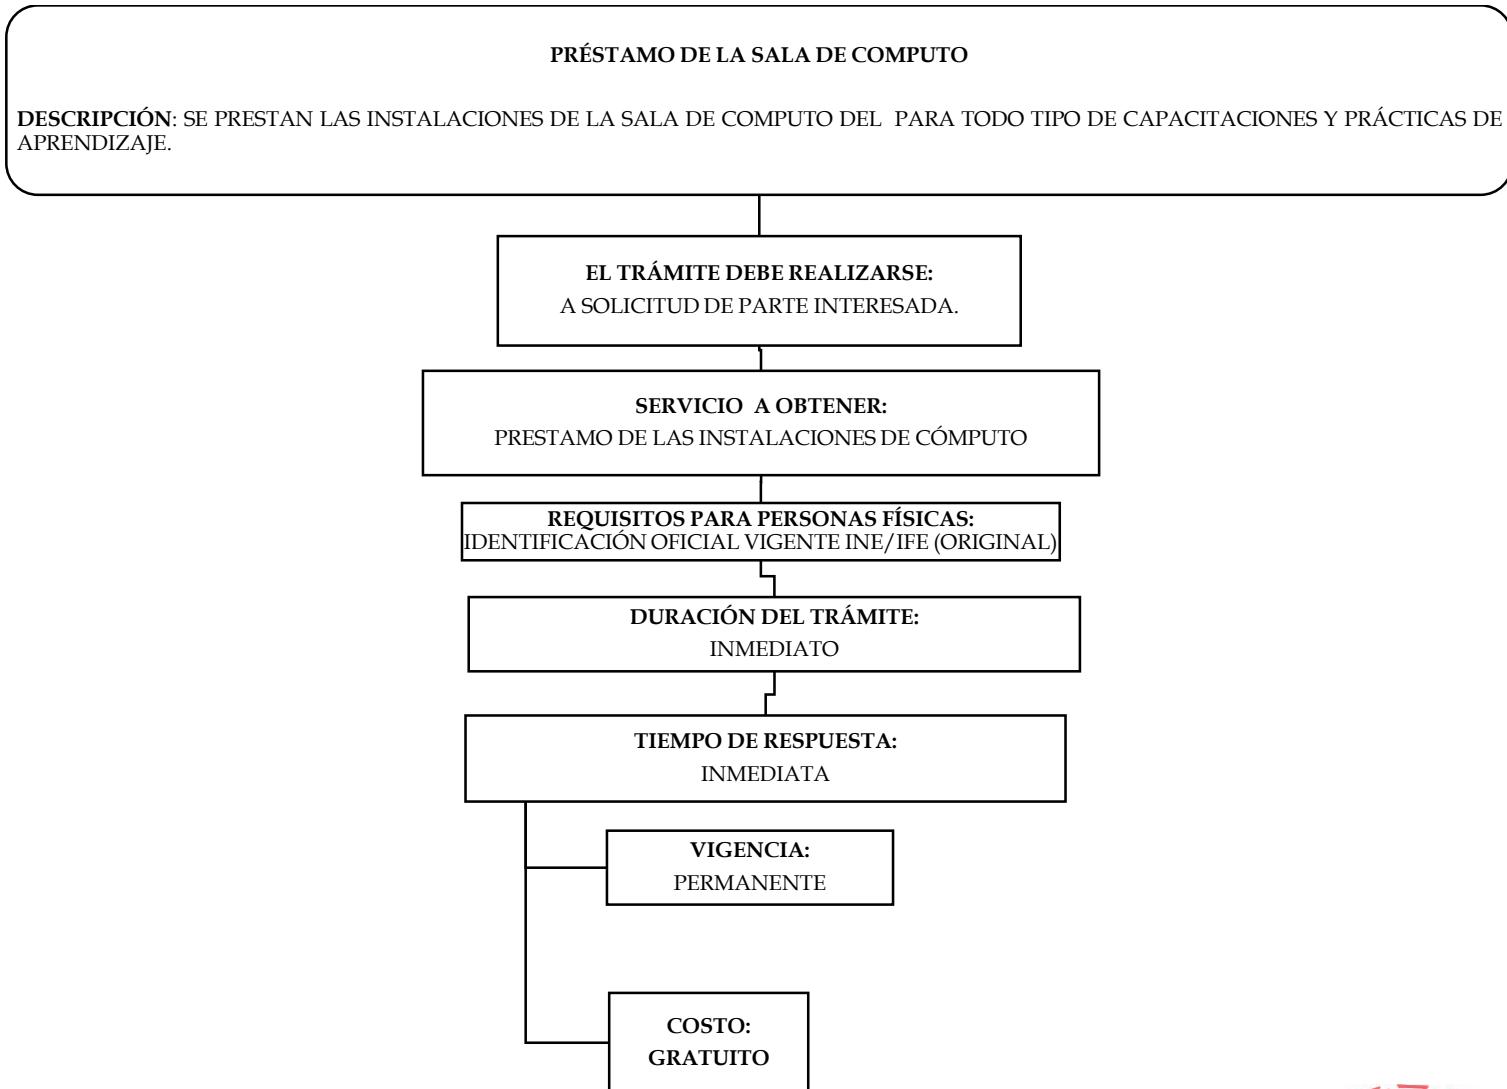 PRÉSTAMO DE LA SALA DE COMPUTO
DESCRIPCIÓN: SE PRESTAN LAS INSTALACIONES DE LA SALA DE COMPUTO DEL PARA TODO TIPO DE CAPACITACIONES Y PRÁCTICAS DE
APRENDIZAJE.
EL TRÁMITE DEBE REALIZARSE:
A SOLICITUD DE PARTE INTERESADA.
SERVICIO A OBTENER:
PRESTAMO DE LAS INSTALACIONES DE CÓMPUTO
REQUISITOS PARA PERSONAS FÍSICAS:
IDENTIFICACIÓN OFICIAL VIGENTE INE/IFE (ORIGINAL)
DURACIÓN DEL TRÁMITE:
INMEDIATO
TIEMPO DE RESPUESTA:
INMEDIATA
VIGENCIA:
PERMANENTE
COSTO:
GRATUITO